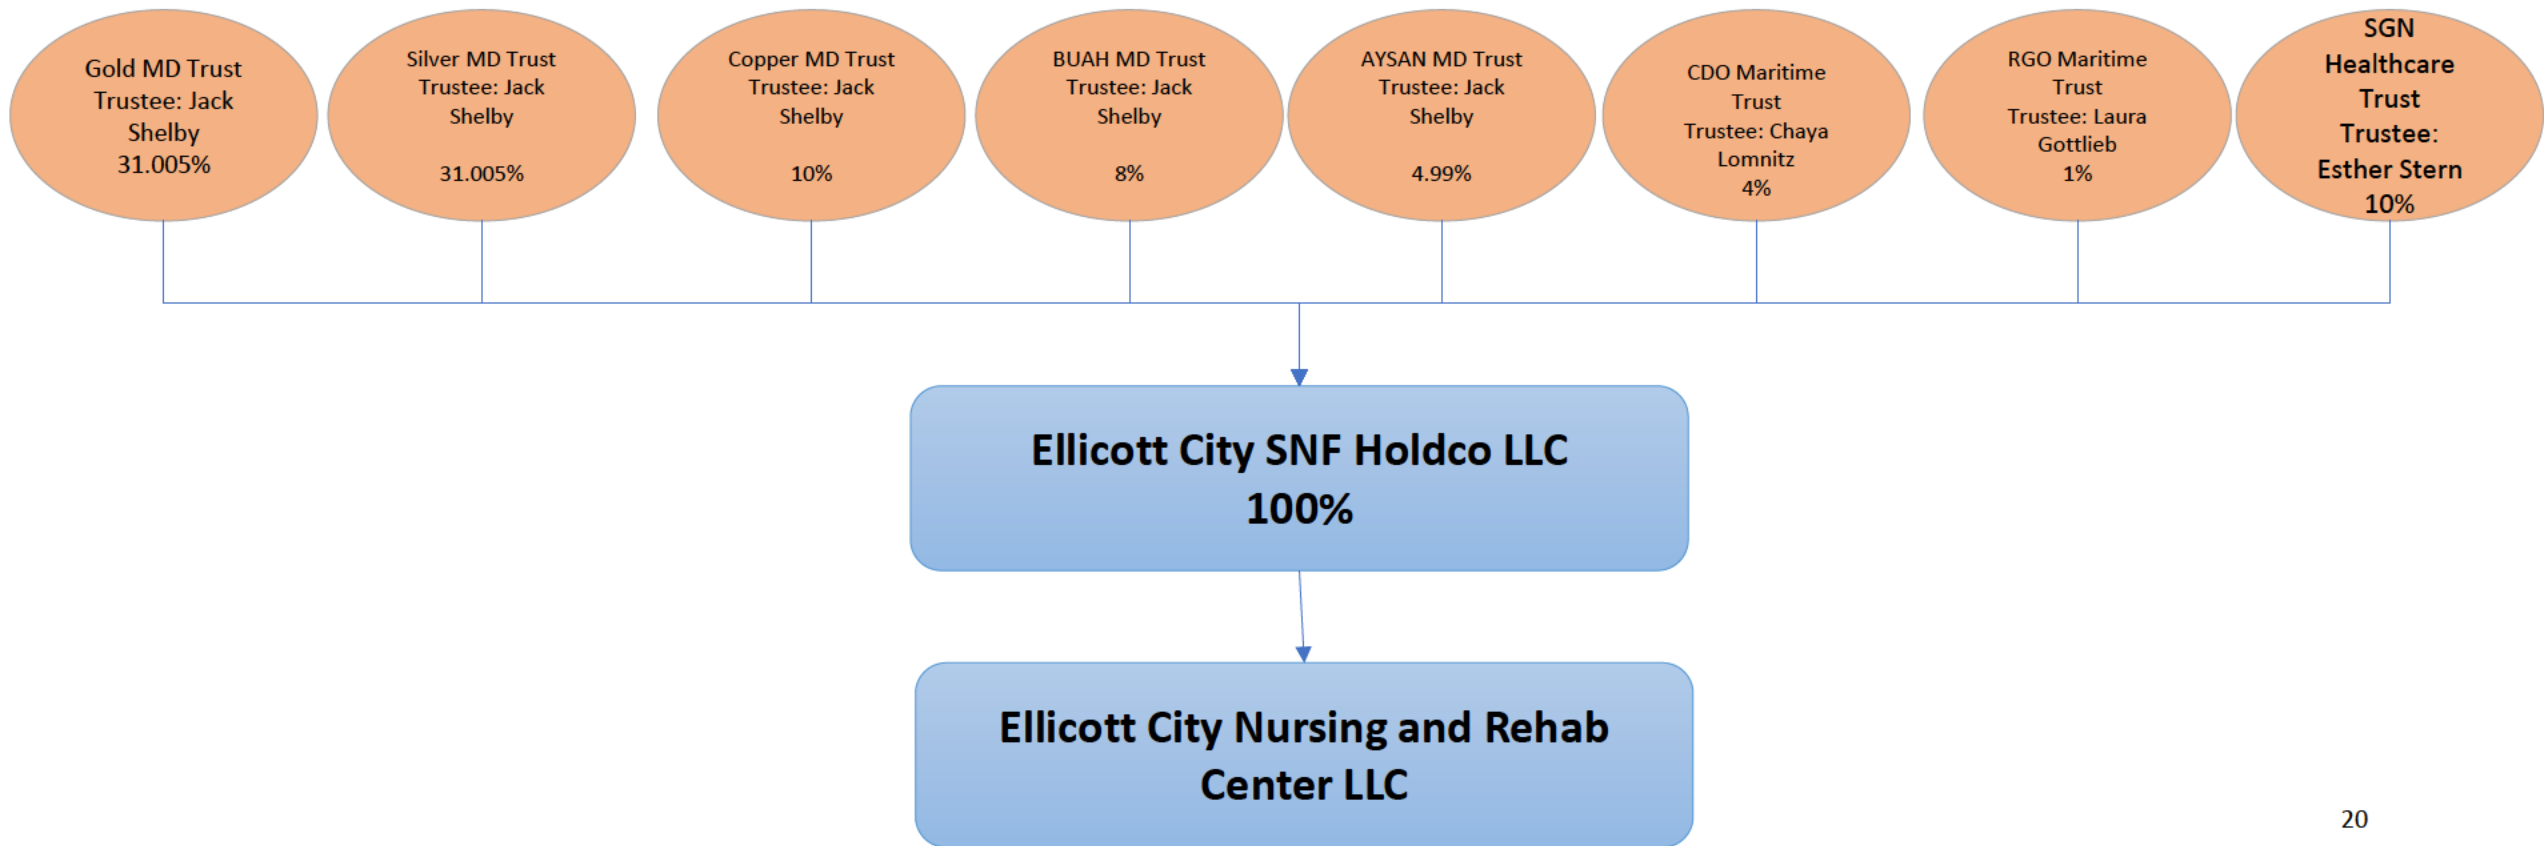 Gold MD Trust
Trustee: Jack
Shelby
31.005%
Silver MD Trust
Trustee: Jack
Shelby
31.005%
Copper MD Trust
Trustee: Jack
Shelby
10%
BUAH MD Trust
Trustee: Jack
Shelby
8%
AYSAN MD Trust
Trustee: Jack
Shelby
4.99%
CDO Maritime
Trust
Trustee: Chaya
Lomnitz
4%
RGO Maritime
Trust
Trustee: Laura
Gottlieb
1%
SGN
Healthcare
Trust
Trustee:
Esther Stern
10%
Ellicott City SNF Holdco LLC
100%
Ellicott City Nursing and Rehab
Center LLC
20